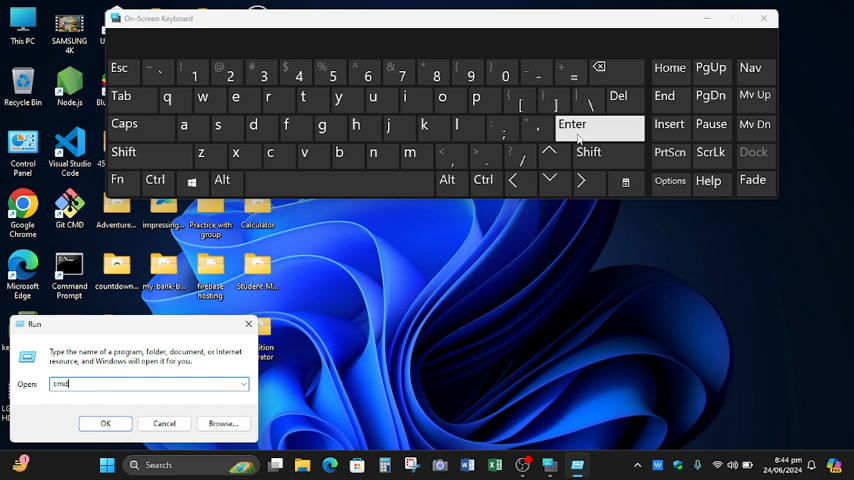 On-Screen Keyboard
Esc ~ ` ! 1 @ 2 # 3 $ 4 % 5 ^ 6 & 7 * 8 ( 9 ) 0 _ - + = Home PgUp Nav
Tab q w e r t y u i o p { [ } ] | \ Del End PgDn Mv Up
Caps a s d f g h j k l : ; " ' Enter Insert Pause Mv Dn
Shift z x c v b n m < , > . ? / Shift PrtScn ScrLk Dock
Fn Ctrl Alt Alt Ctrl Options Help Fade
This PC
SAMSUNG
4K
Recycle Bin
Node.js
Control
Panel
Visual Studio
Code
Google
Chrome
Git CMD
Adventure...
impressing...
Practice with
group
Calculator
Microsoft
Edge
Command
Prompt
countdown...
my-bank-b...
firebase
hosting
Student-M...
Run
Type the name of a program, folder, document, or Internet
resource, and Windows will open it for you.
Open: cmd
OK Cancel Browse...
Search
8:44 pm
24/06/2024